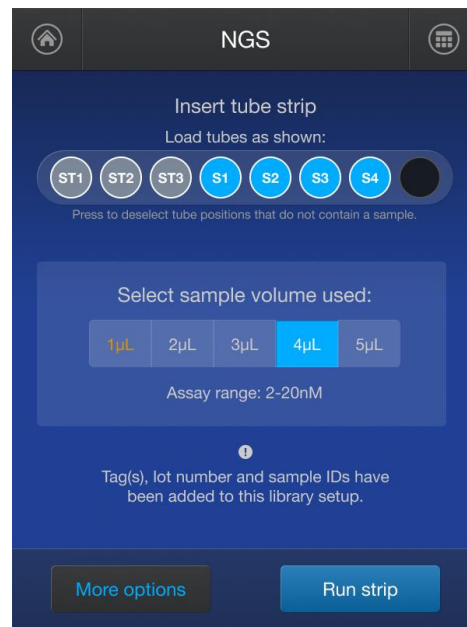 NGS
Insert tube strip
Load tubes as shown:
ST1 ST2 ST3 S1 S2 S3 S4
Press to deselect tube positions that do not contain a sample.
Select sample volume used:
1µL 2µL 3µL 4µL 5µL
Assay range: 2-20nM
!
Tag(s), lot number and sample IDs have
been added to this library setup.
More options Run strip